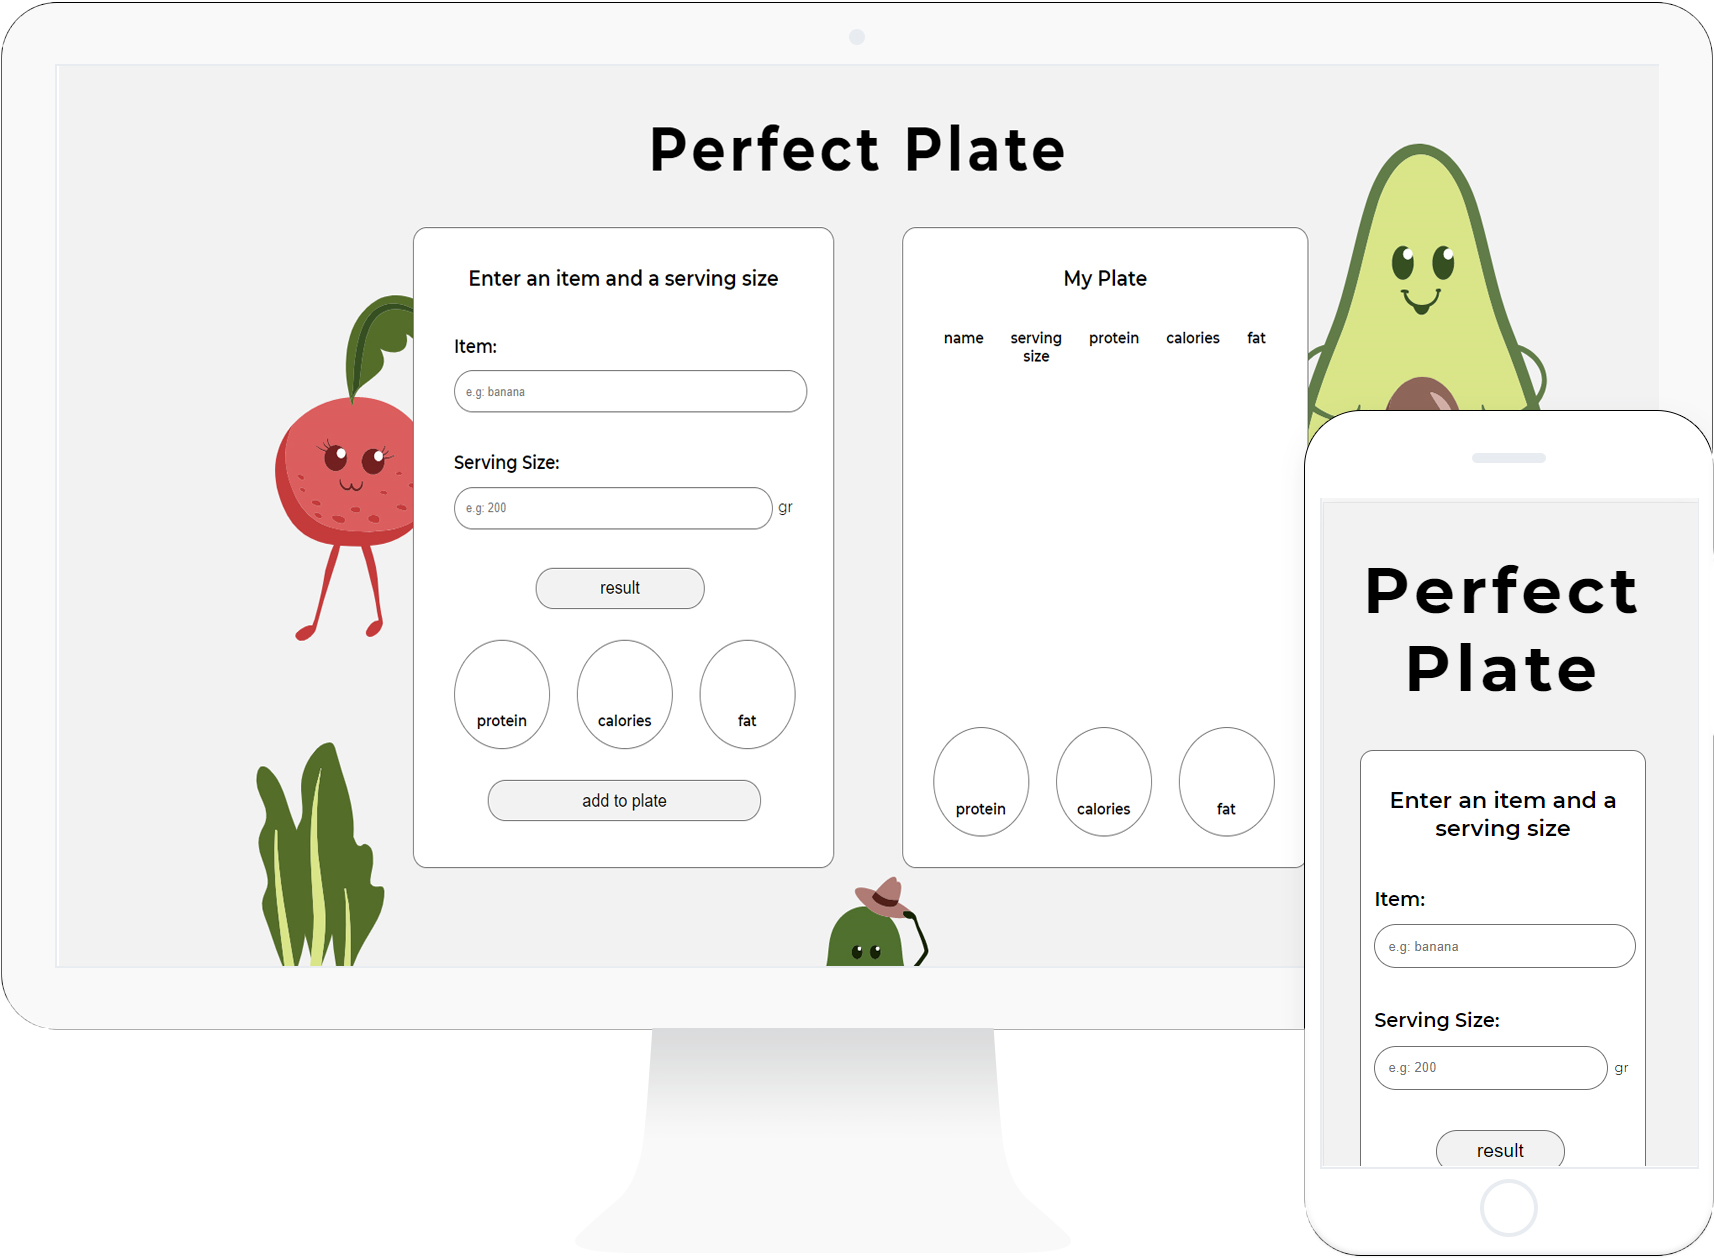 Perfect Plate
Enter an item and a serving size
Item:
e.g: banana
Serving Size:
e.g: 200
gr
result
protein
calories
fat
add to plate
My Plate
name
serving
size
protein
calories
fat
protein
calories
fat
Perfect
Plate
Enter an item and a
serving size
Item:
e.g: banana
Serving Size:
e.g: 200
gr
result